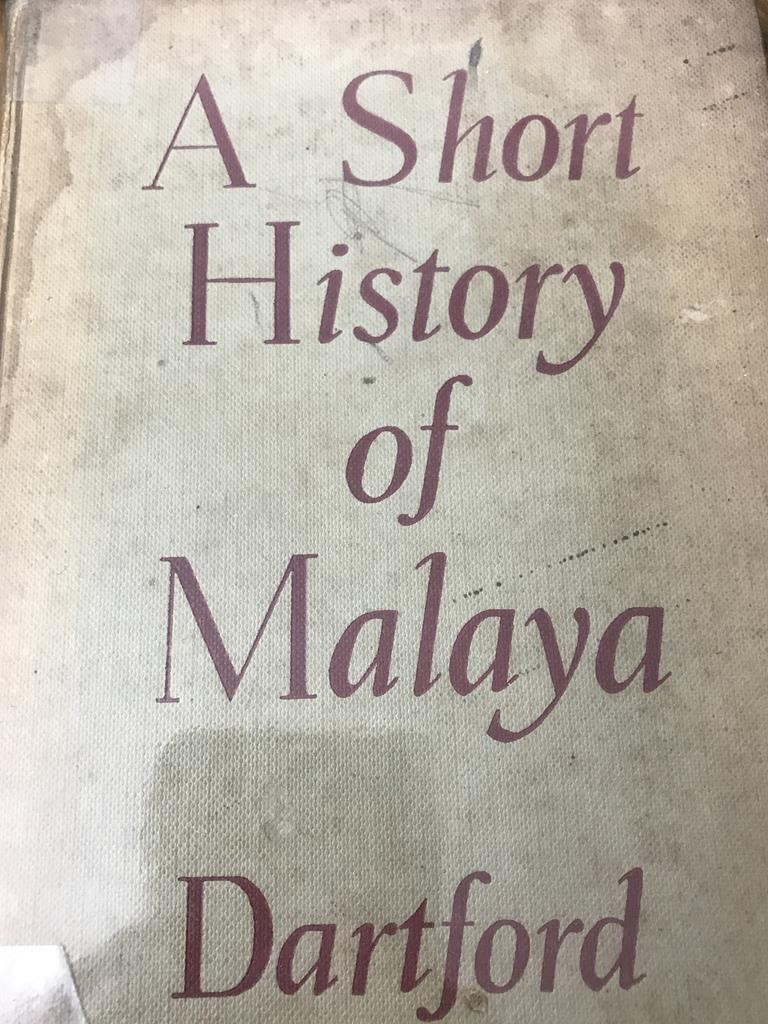 A Short
History
of
Malaya
Dartford